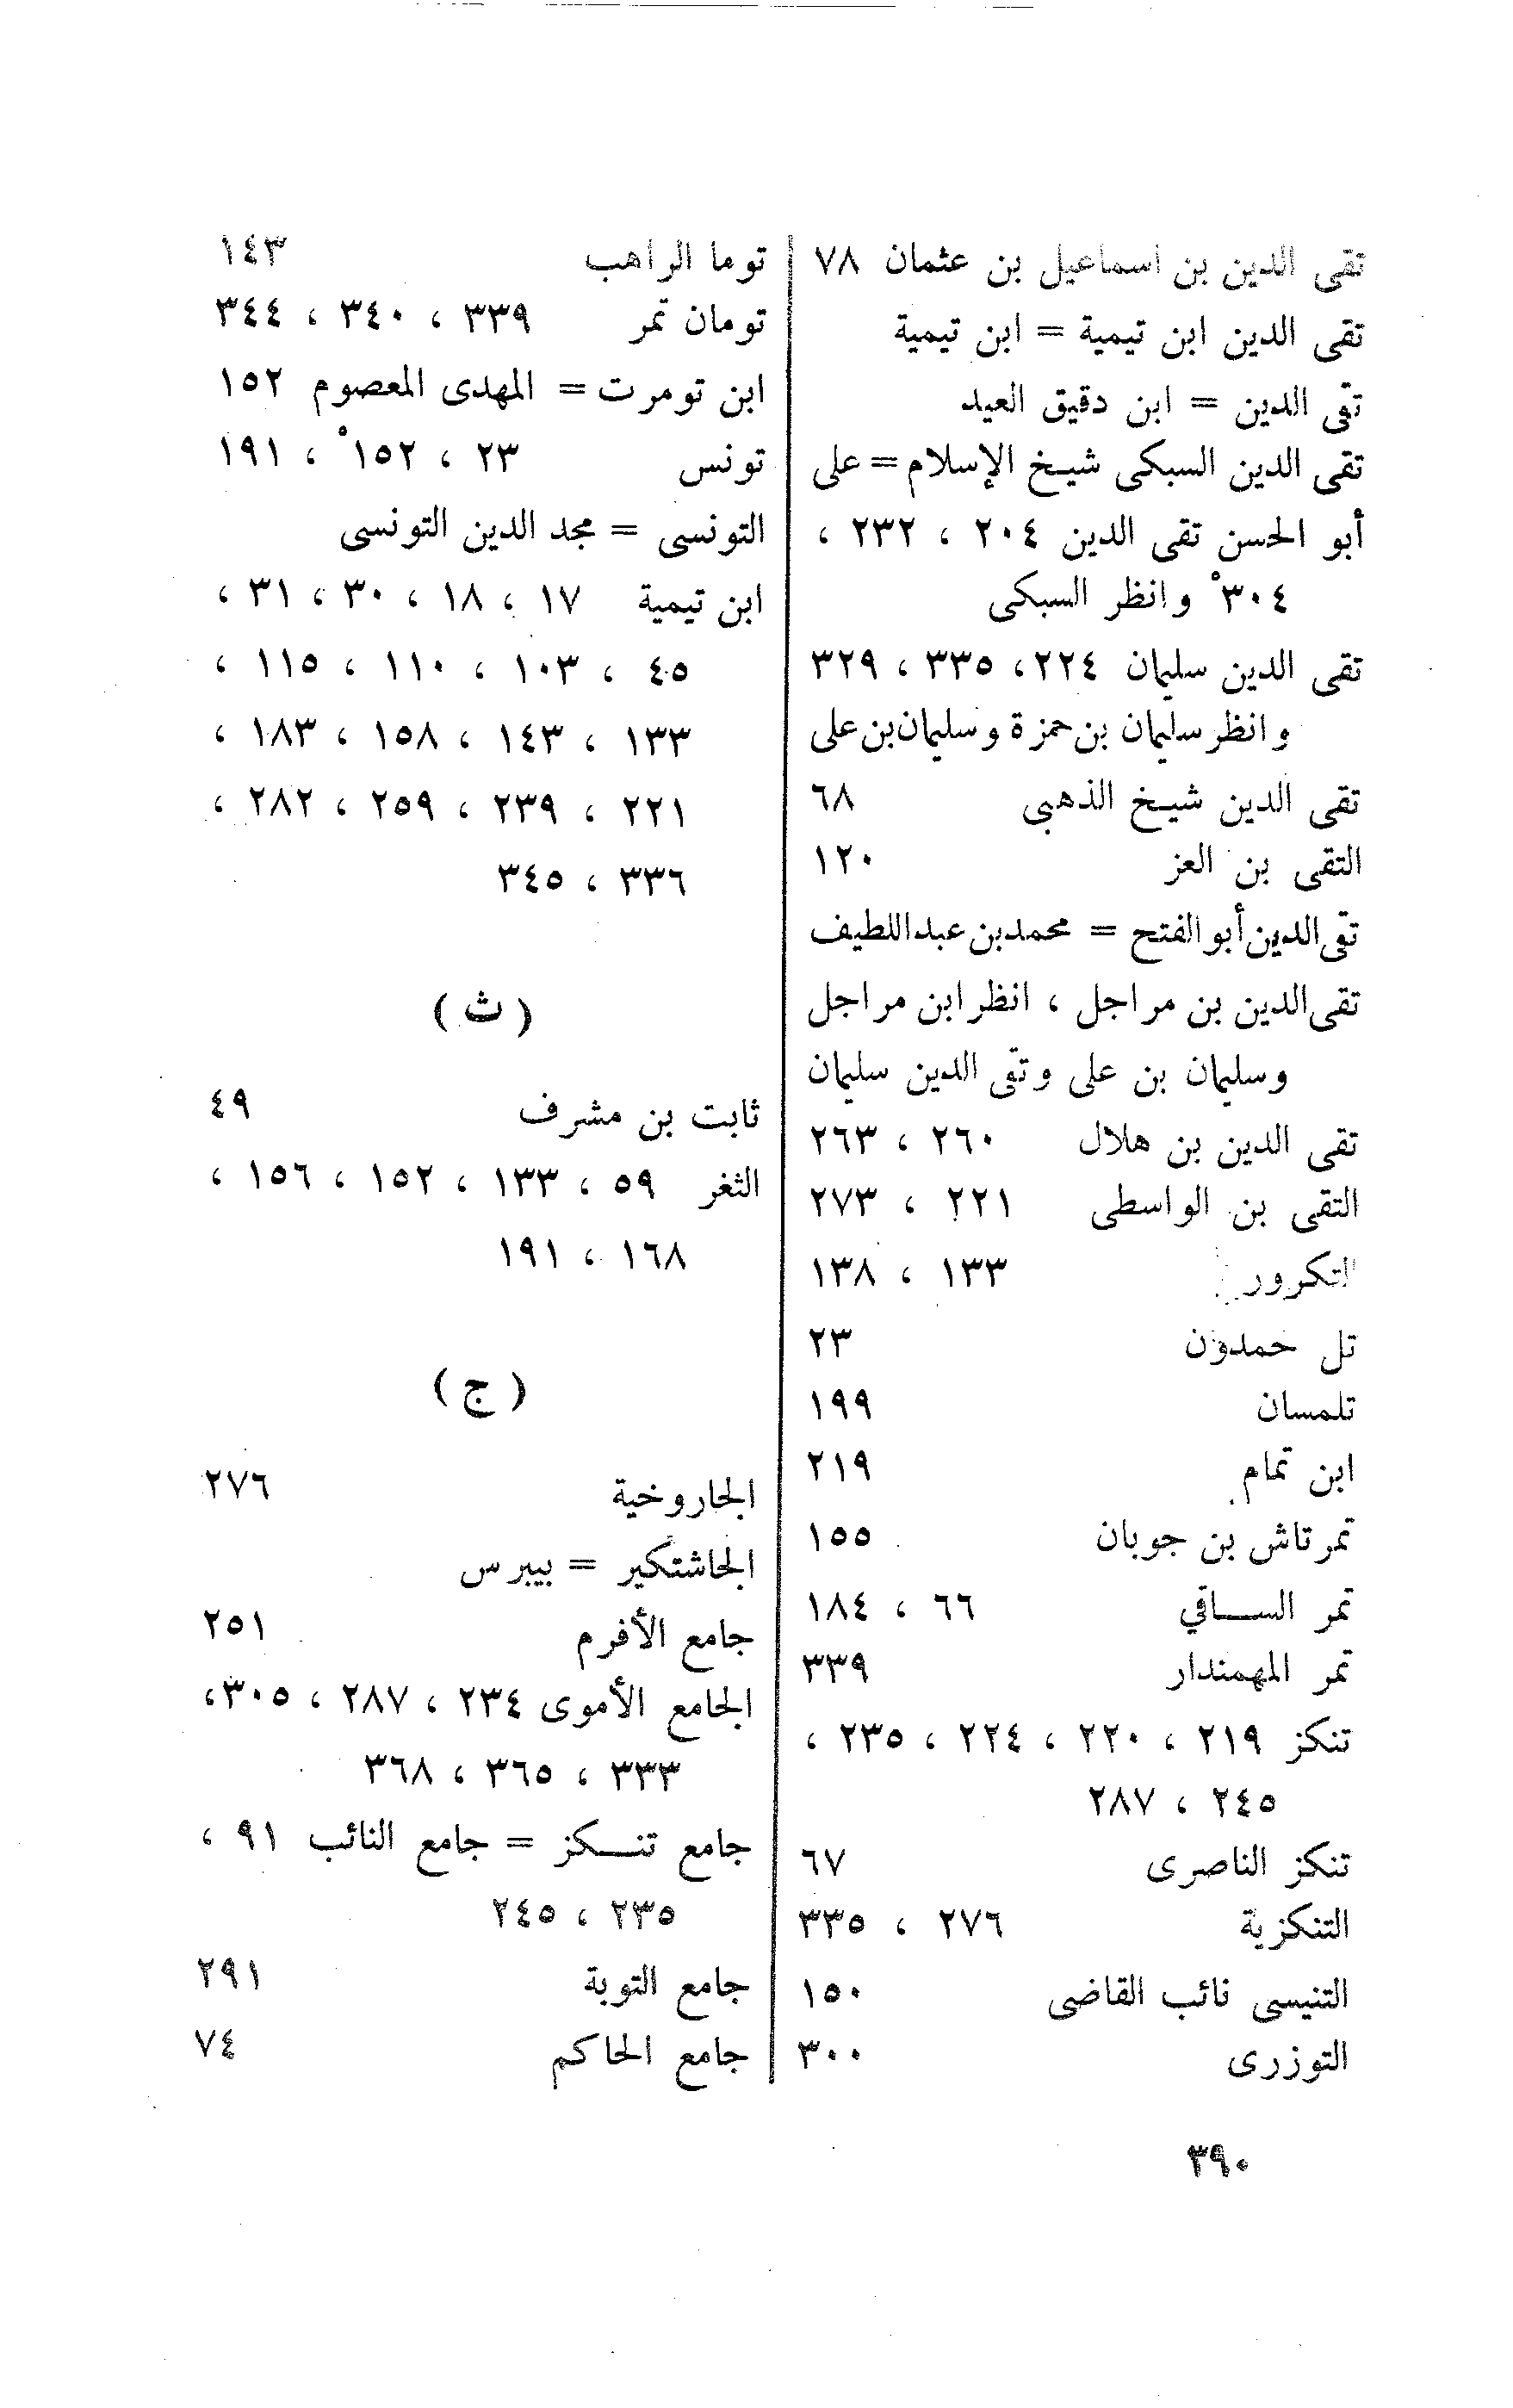 تقى الدين بن اسماعيل بن عثمان ٧٨
تقى الدين ابن تيمية = ابن تيمية
تقى الدين = ابن دقيق العيد
تقى الدين السبكى شيخ الإسلام = على
أبو الحسن تقى الدين ٢٠٤ ، ٢٣٢ ،
٣٠٤ْ وانظر السبكى
تقى الدين سليمان ٢٢٤ ، ٣٣٥ ، ٣٢٩
وانظر سليمان بن حمزة وسليمان بن على
تقى الدين شيخ الذهبى ٦٨
التقى بن العز ١٢٠
تقى الدين أبو الفتح = محمد بن عبد اللطيف
تقى الدين بن مراجل ، انظر ابن مراجل
وسليمان بن على وتقى الدين سليمان
تقى الدين بن هلال ٢٦٠ ، ٢٦٣
التقى بن الواسطى ٢٢١ ، ٢٧٣
التكرور ١٣٣ ، ١٣٨
تل حمدون ٢٣
تلمسان ١٩٩
ابن تمام ٢١٩
تمرتاش بن جوبان ١٥٥
تمر الساقي ٦٦ ، ١٨٤
تمر المهمندار ٣٣٩
تنكز ٢١٩ ، ٢٢٠ ، ٢٢٤ ، ٢٣٥ ،
٢٤٥ ، ٢٨٧
تنكز الناصرى ٦٧
التنكزية ٢٧٦ ، ٣٣٥
التنيسى نائب القاضى ١٥٠
التوزرى ٣٠٠
توما الراهب ١٤٣
تومان تمر ٣٣٩ ، ٣٤٠ ، ٣٤٤
ابن تومرت = المهدى المعصوم ١٥٢
تونس ٢٣ ، ١٥٢ْ ، ١٩١
التونسى = مجد الدين التونسى
ابن تيمية ١٧ ، ١٨ ، ٣٠ ، ٣١ ،
٤٥ ، ١٠٣ ، ١١٠ ، ١١٥ ،
١٣٣ ، ١٤٣ ، ١٥٨ ، ١٨٣ ،
٢٢١ ، ٢٣٩ ، ٢٥٩ ، ٢٨٢ ،
٣٣٦ ، ٣٤٥
( ث )
ثابت بن مشرف ٤٩
الثغر ٥٩ ، ١٣٣ ، ١٥٢ ، ١٥٦ ،
١٦٨ ، ١٩١
( ج )
الجاروخية ٢٧٦
الجاشتكير = بيبرس
جامع الأفرم ٢٥١
الجامع الأموى ٢٣٤ ، ٢٨٧ ، ٣٠٥ ،
٣٣٣ ، ٣٦٥ ، ٣٦٨
جامع تنكز = جامع النائب ٩١ ،
٢٣٥ ، ٢٤٥
جامع التوبة ٢٩١
جامع الحاكم ٧٤
٣٩٠